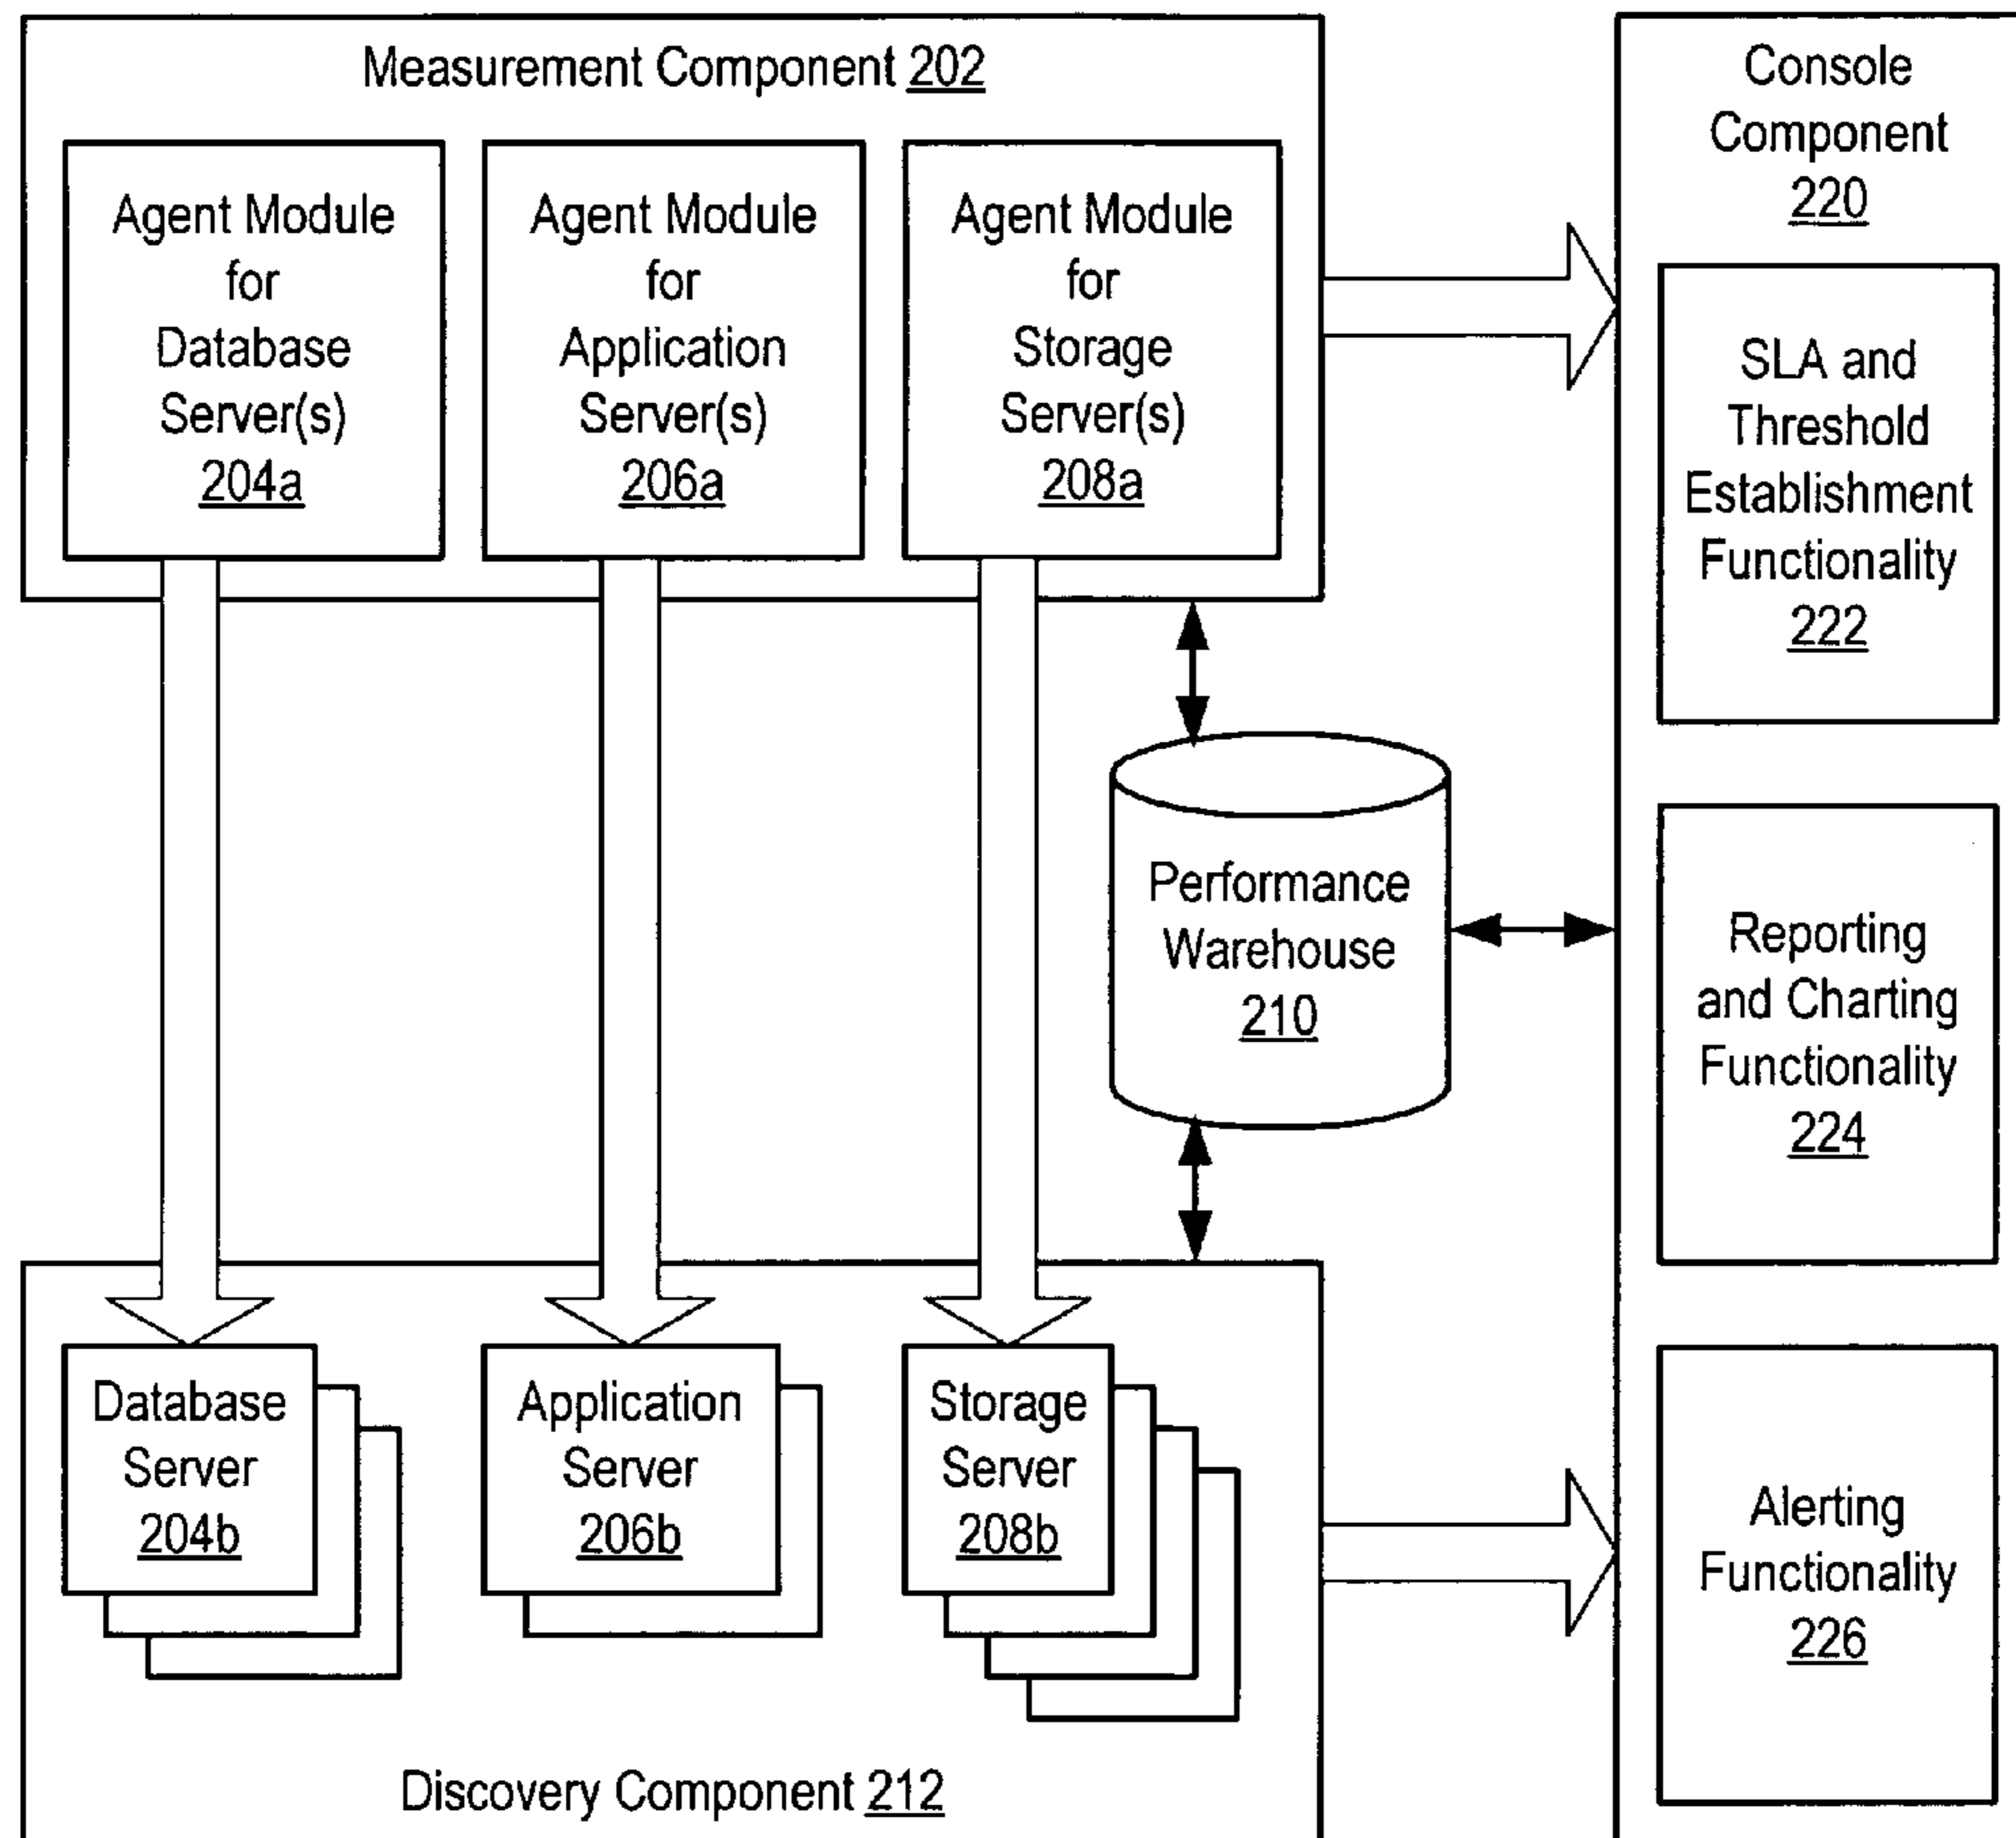 Measurement Component 202
Agent Module
for
Database
Server(s)
204a
Agent Module
for
Application
Server(s)
206a
Agent Module
for
Storage
Server(s)
208a
Console
Component
220
SLA and
Threshold
Establishment
Functionality
222
Performance
Warehouse
210
Reporting
and Charting
Functionality
224
Database
Server
204b
Application
Server
206b
Storage
Server
208b
Alerting
Functionality
226
Discovery Component 212